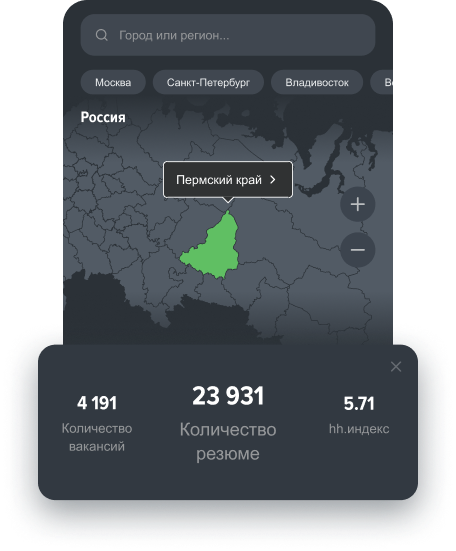 Город или регион...
Москва
Санкт-Петербург
Владивосток
Россия
Пермский край
4 191
Количество
вакансий
23 931
Количество
резюме
5.71
hh.индекс